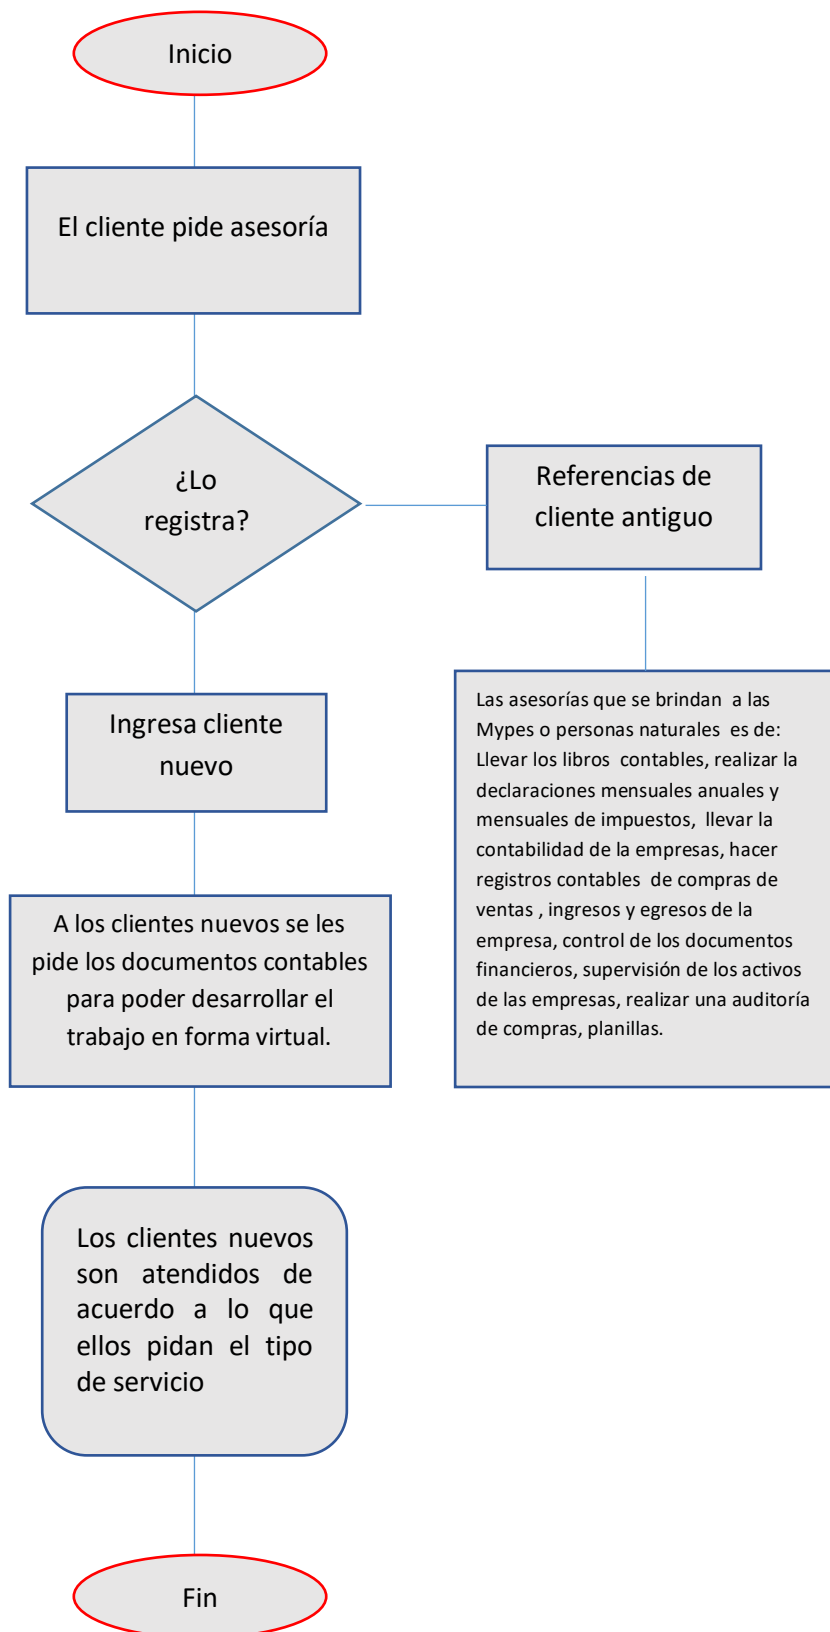 Inicio
El cliente pide asesoría
¿Lo
registra?
Referencias de
cliente antiguo
Ingresa cliente
nuevo
Las asesorías que se brindan  a las
Mypes o personas naturales  es de:
Llevar los libros  contables, realizar la
declaraciones mensuales anuales y
mensuales de impuestos,  llevar la
contabilidad de la empresas, hacer
registros contables  de compras de
ventas , ingresos y egresos de la
empresa, control de los documentos
financieros, supervisión de los activos
de las empresas, realizar una auditoría
de compras, planillas.
A los clientes nuevos se les
pide los documentos contables
para poder desarrollar el
trabajo en forma virtual.
Los clientes nuevos
son atendidos de
acuerdo a lo que
ellos pidan el tipo
de servicio
Fin